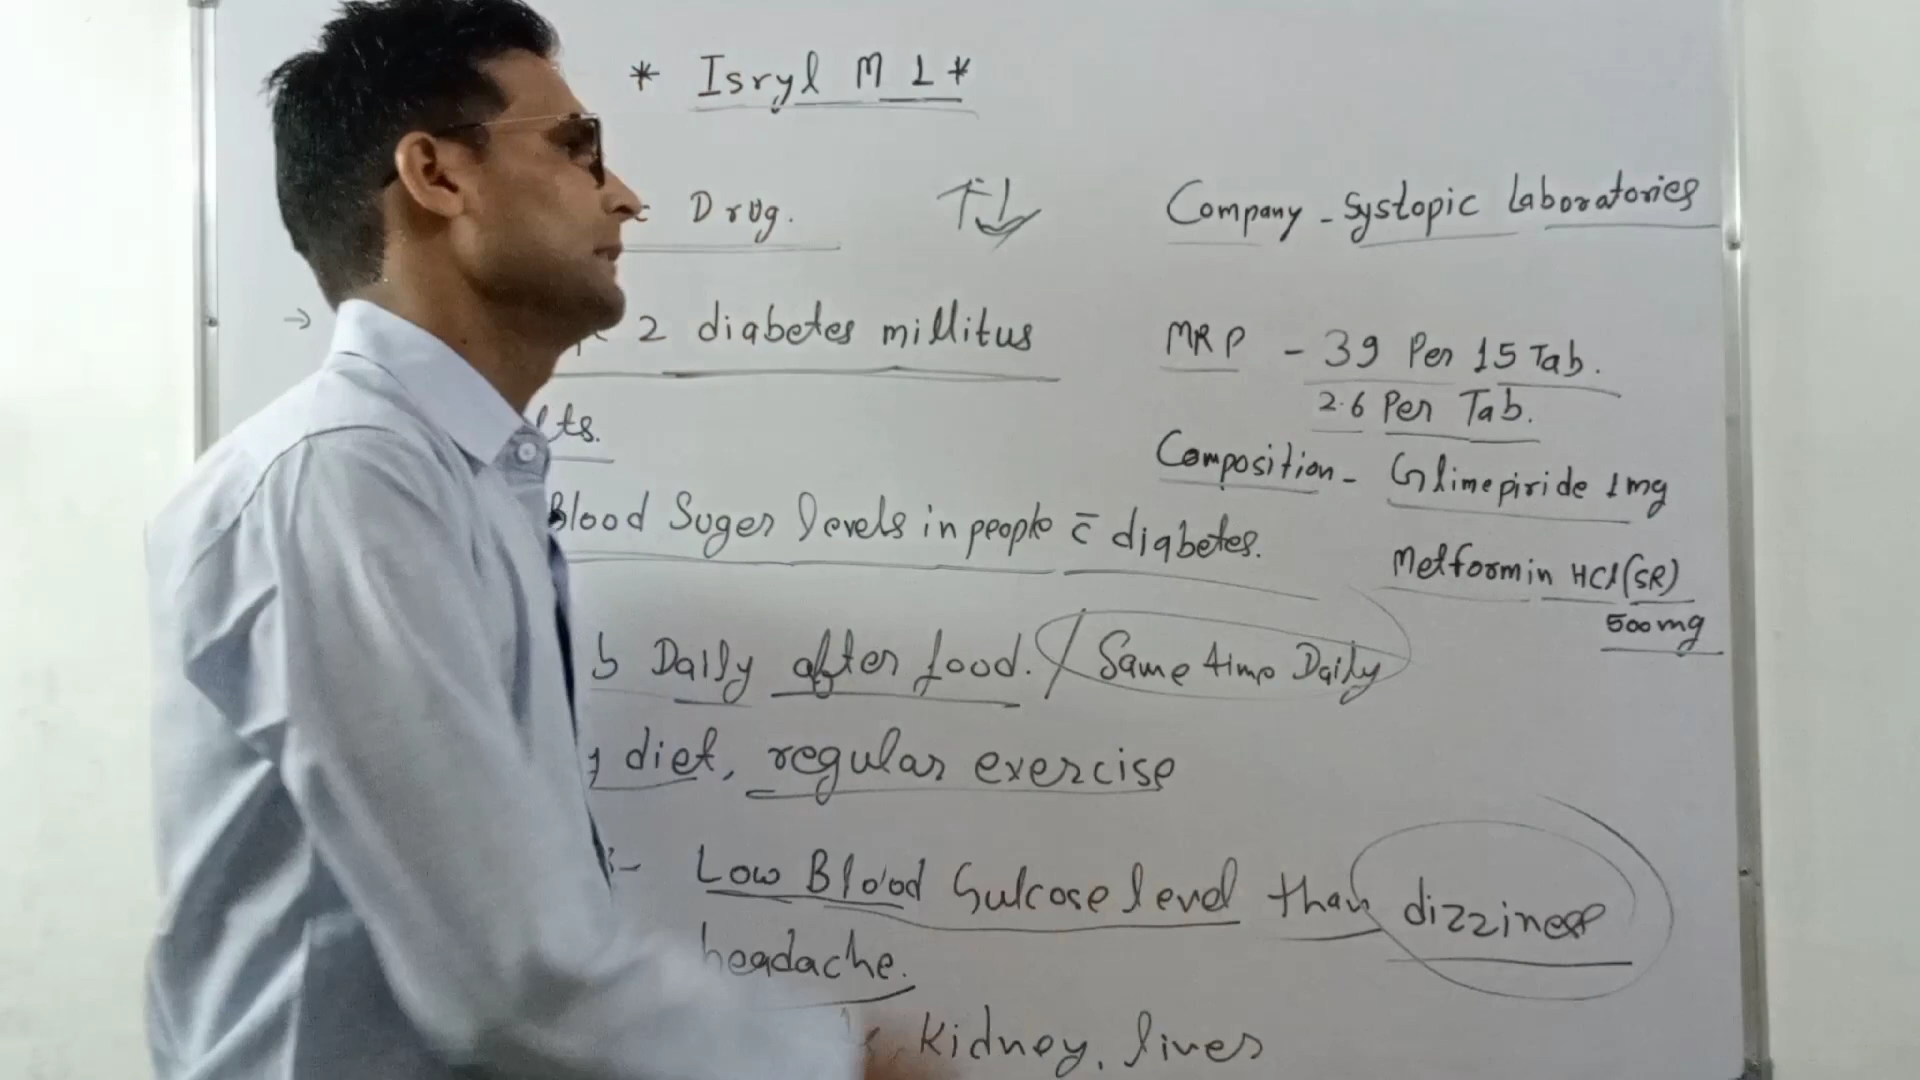 * Isryl M 1 *
Drug.
Company - Systopic Laboratories
→ 2 diabetes millitus
MRP - 39 Per 15 Tab.
2.6 Per Tab.
lts.
Composition - Glimepiride 1mg
Blood Suger levels in people c̄ diabetes.
Metformin HCl (SR)
500mg
b Daily after food. / Same time Daily
diet, regular exercise
:- Low Blood Gulcose level than dizziness
headache.
Kidney, liver